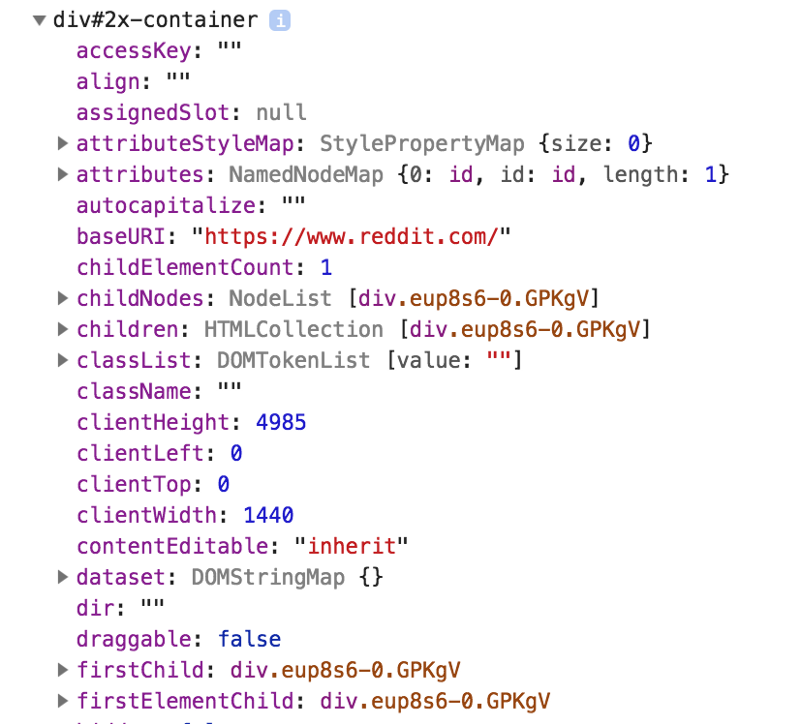 div#2x-container i
accessKey: ""
align: ""
assignedSlot: null
attributeStyleMap: StylePropertyMap {size: 0}
attributes: NamedNodeMap {0: id, id: id, length: 1}
autocapitalize: ""
baseURI: "https://www.reddit.com/"
childElementCount: 1
childNodes: NodeList [div.eup8s6-0.GPKgV]
children: HTMLCollection [div.eup8s6-0.GPKgV]
classList: DOMTokenList [value: ""]
className: ""
clientHeight: 4985
clientLeft: 0
clientTop: 0
clientWidth: 1440
contentEditable: "inherit"
dataset: DOMStringMap {}
dir: ""
draggable: false
firstChild: div.eup8s6-0.GPKgV
firstElementChild: div.eup8s6-0.GPKgV